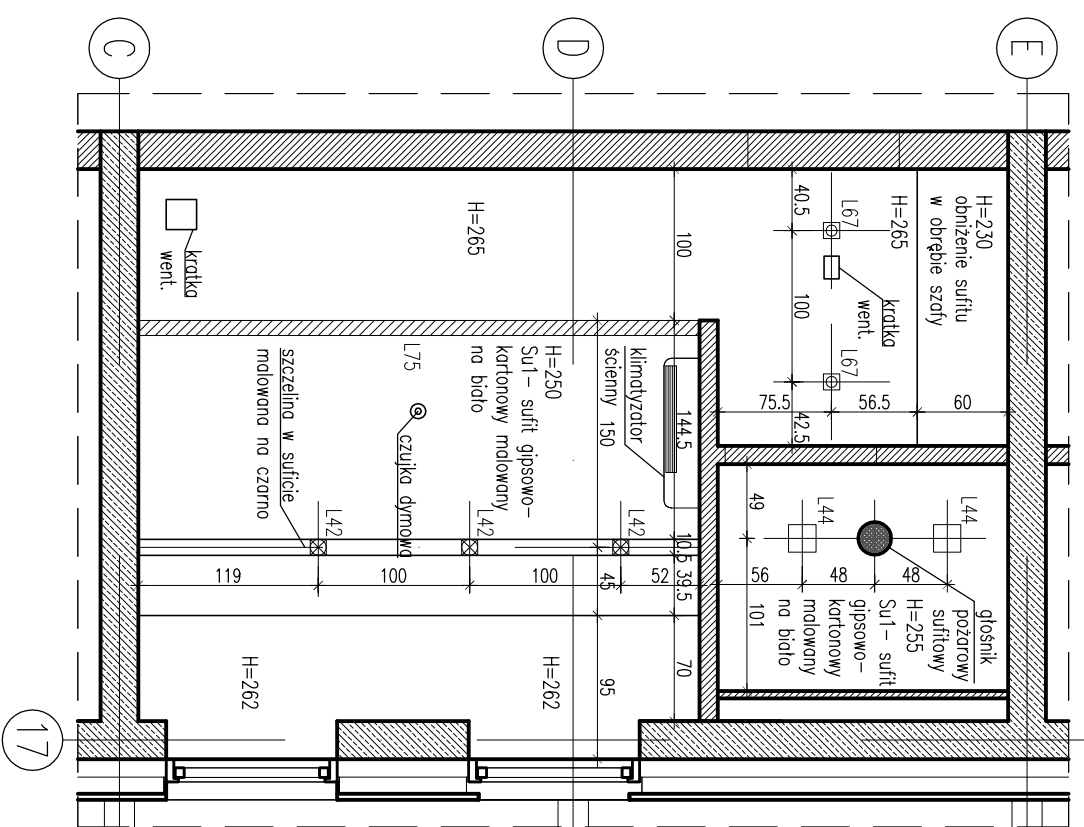 C
D
E
17
H=230
obniżenie sufitu
w obrębie szafy
H=265
L67
L67
kratka
went.
40.5
100
42.5
75.5
56.5
60
100
H=265
kratka
went.
klimatyzator
ścienny 150
144.5
H=250
Su1– sufit gipsowo–
kartonowy malowany
na biało
L75
czujka dymowa
szczelina w suficie
malowana na czarno
L42
L42
L42
10.5
39.5
119
100
100
52
45
70
95
H=262
H=262
49
101
L44
L44
56
48
48
głośnik
pożarowy
sufitowy
H=255
Su1– sufit
gipsowo–
kartonowy
malowany
na biało